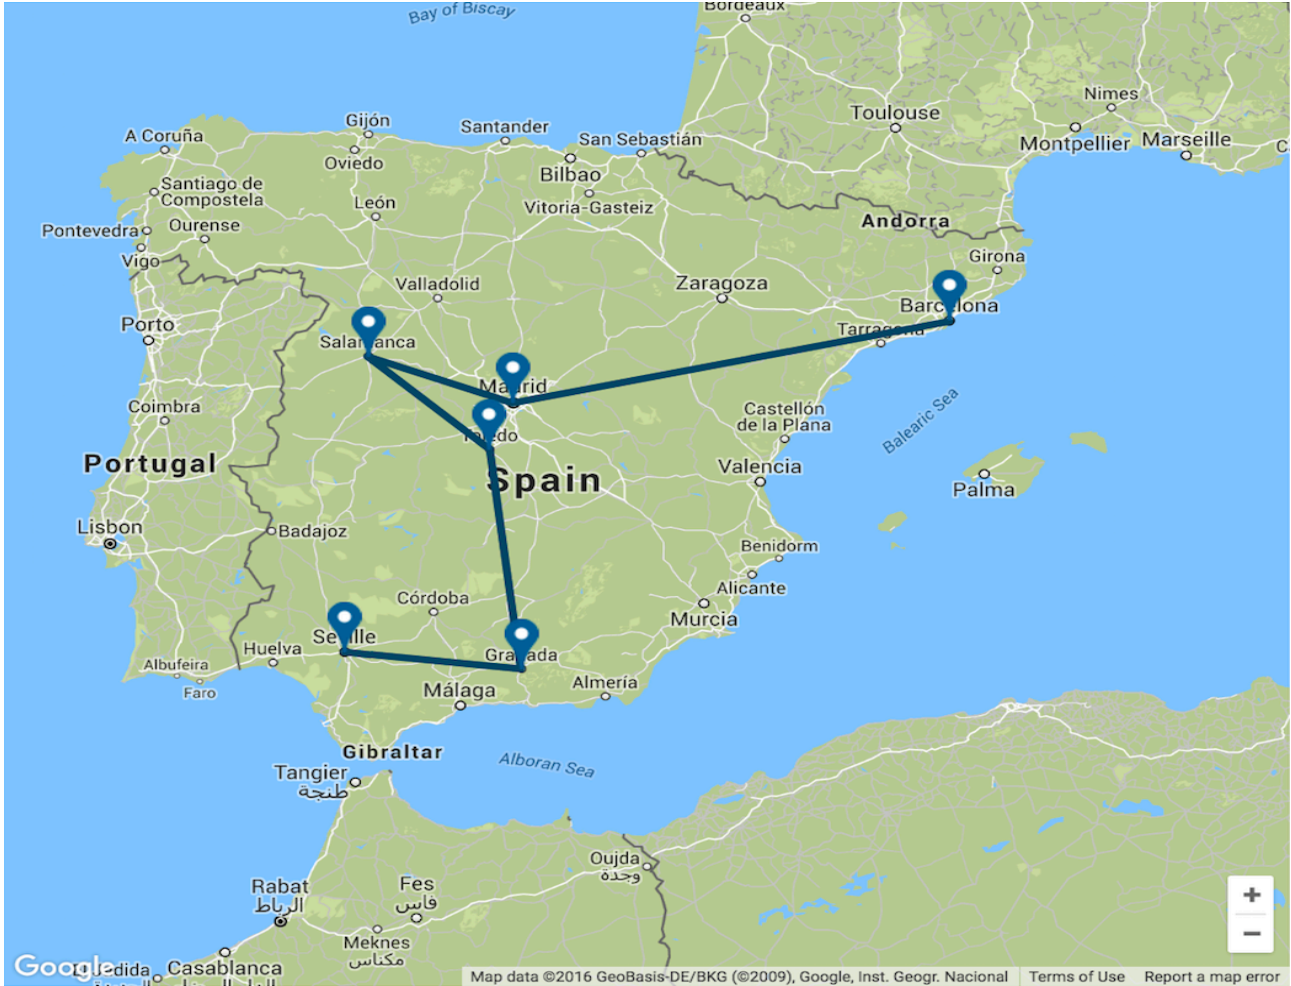 Bay of Biscay
Bordeaux
Nimes
Toulouse
Montpellier
Marseille
Gijón
A Coruña
Santander
San Sebastián
Oviedo
Bilbao
Santiago de
Compostela
León
Vitoria-Gasteiz
Andorra
Pontevedra
Ourense
Vigo
Girona
Valladolid
Zaragoza
Barcelona
Porto
Salamanca
Tarragona
Madrid
Coimbra
Castellón
de la Plana
Balearic Sea
Toledo
Portugal
Spain
Valencia
Palma
Lisbon
Badajoz
Benidorm
Alicante
Córdoba
Murcia
Seville
Huelva
Granada
Albufeira
Faro
Málaga
Almería
Gibraltar
Alboran Sea
Tangier
طنجة
Oujda
وجدة
Rabat
الرباط
Fes
فاس
Meknes
مكناس
Casablanca
Google
+
−
Map data ©2016 GeoBasis-DE/BKG (©2009), Google, Inst. Geogr. Nacional
Terms of Use
Report a map error